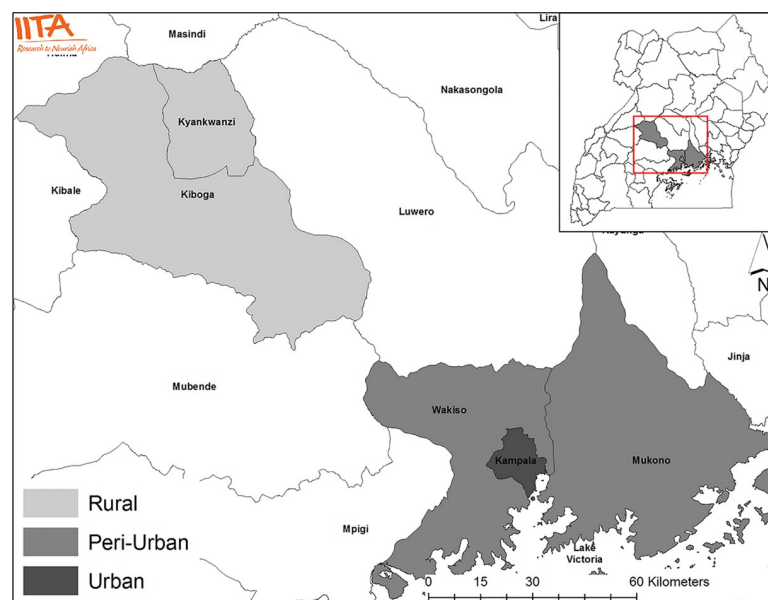 IITA
Research to Nourish Africa
Masindi
Lira
Nakasongola
Kyankwanzi
Kibale
Kiboga
Luwero
N
Jinja
Mubende
Wakiso
Kampala
Mukono
Rural
Peri-Urban
Urban
Mpigi
Lake
Victoria
0 15 30 60 Kilometers